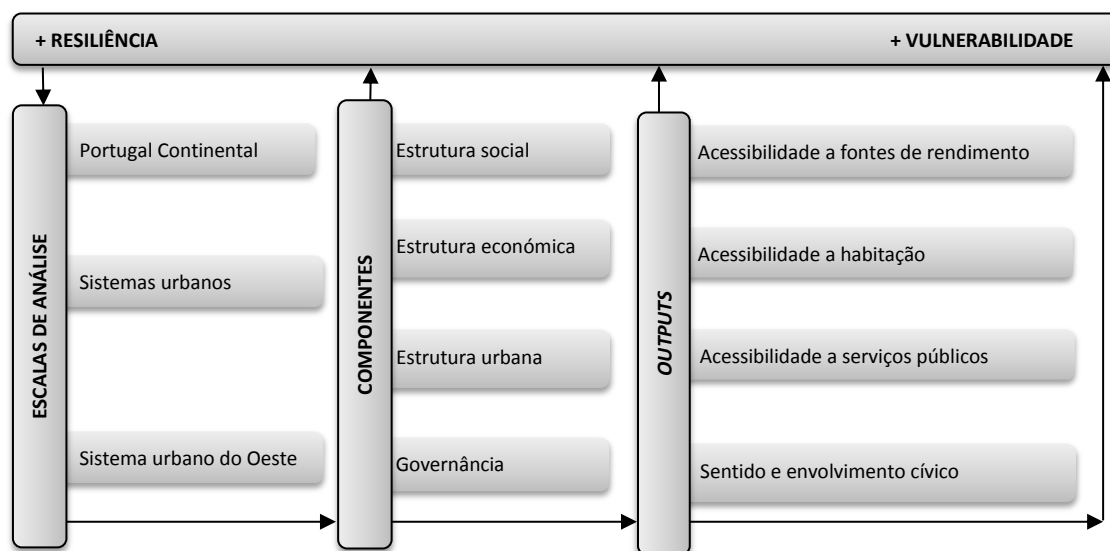 + RESILIÊNCIA
+ VULNERABILIDADE
ESCALAS DE ANÁLISE
Portugal Continental
Sistemas urbanos
Sistema urbano do Oeste
COMPONENTES
Estrutura social
Estrutura económica
Estrutura urbana
Governância
OUTPUTS
Acessibilidade a fontes de rendimento
Acessibilidade a habitação
Acessibilidade a serviços públicos
Sentido e envolvimento cívico